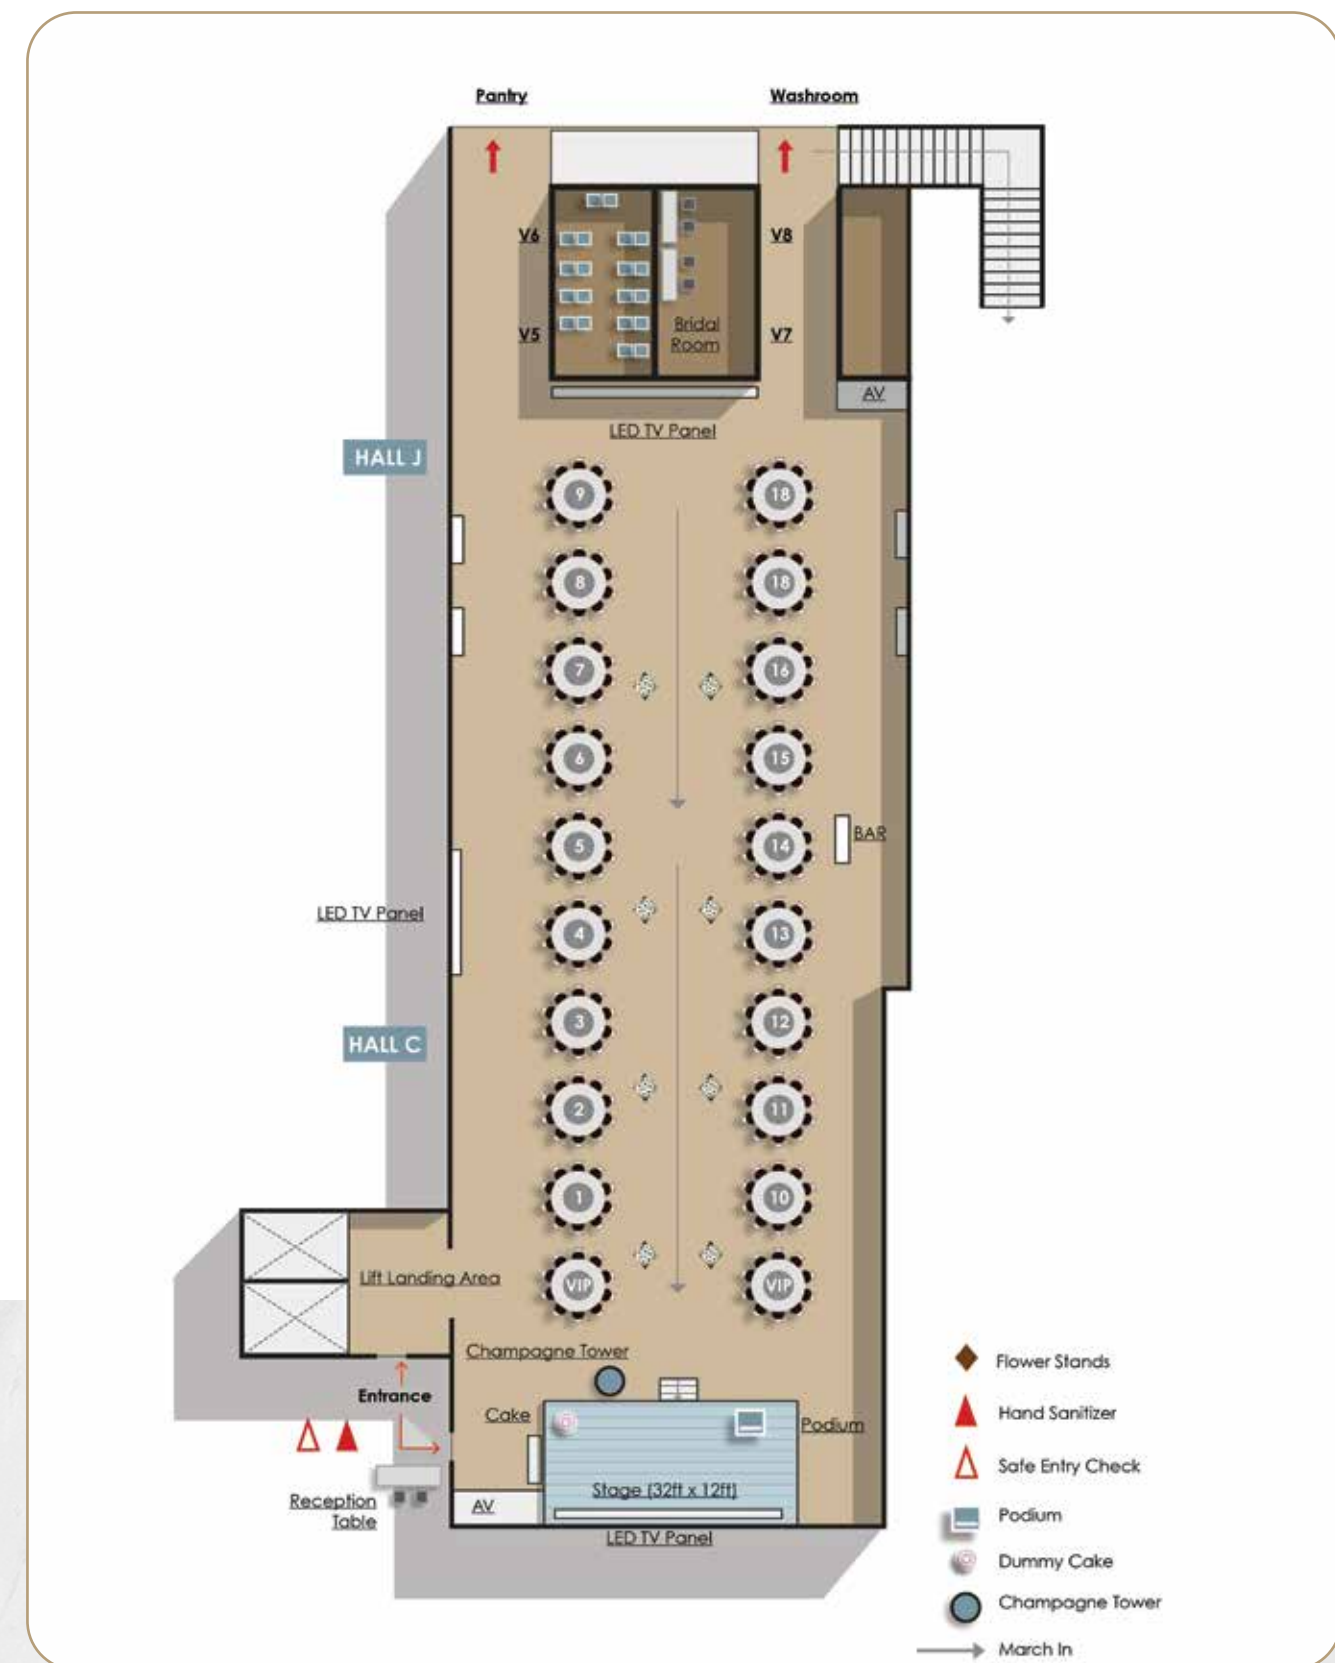 Pantry
Washroom
V6
V8
V5
Bridal
Room
V7
AV
LED TV Panel
HALL J
9
18
8
18
7
16
6
15
5
14
BAR
LED TV Panel
4
13
3
12
HALL C
2
11
1
10
Lift Landing Area
VIP
VIP
Champagne Tower
Entrance
Cake
Podium
Stage (32ft x 12ft)
Reception
Table
AV
LED TV Panel
Flower Stands
Hand Sanitizer
Safe Entry Check
Podium
Dummy Cake
Champagne Tower
March In